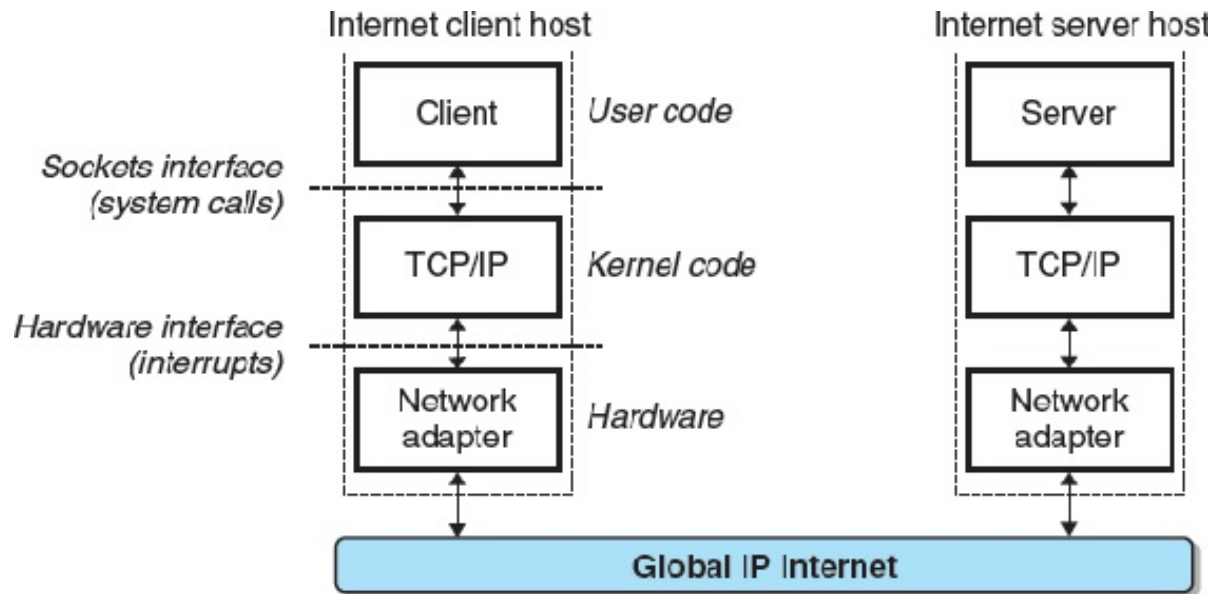 Internet client host
Internet server host
Client
User code
Server
Sockets interface
(system calls)
TCP/IP
Kernel code
TCP/IP
Hardware interface
(interrupts)
Network
adapter
Hardware
Network
adapter
Global IP Internet